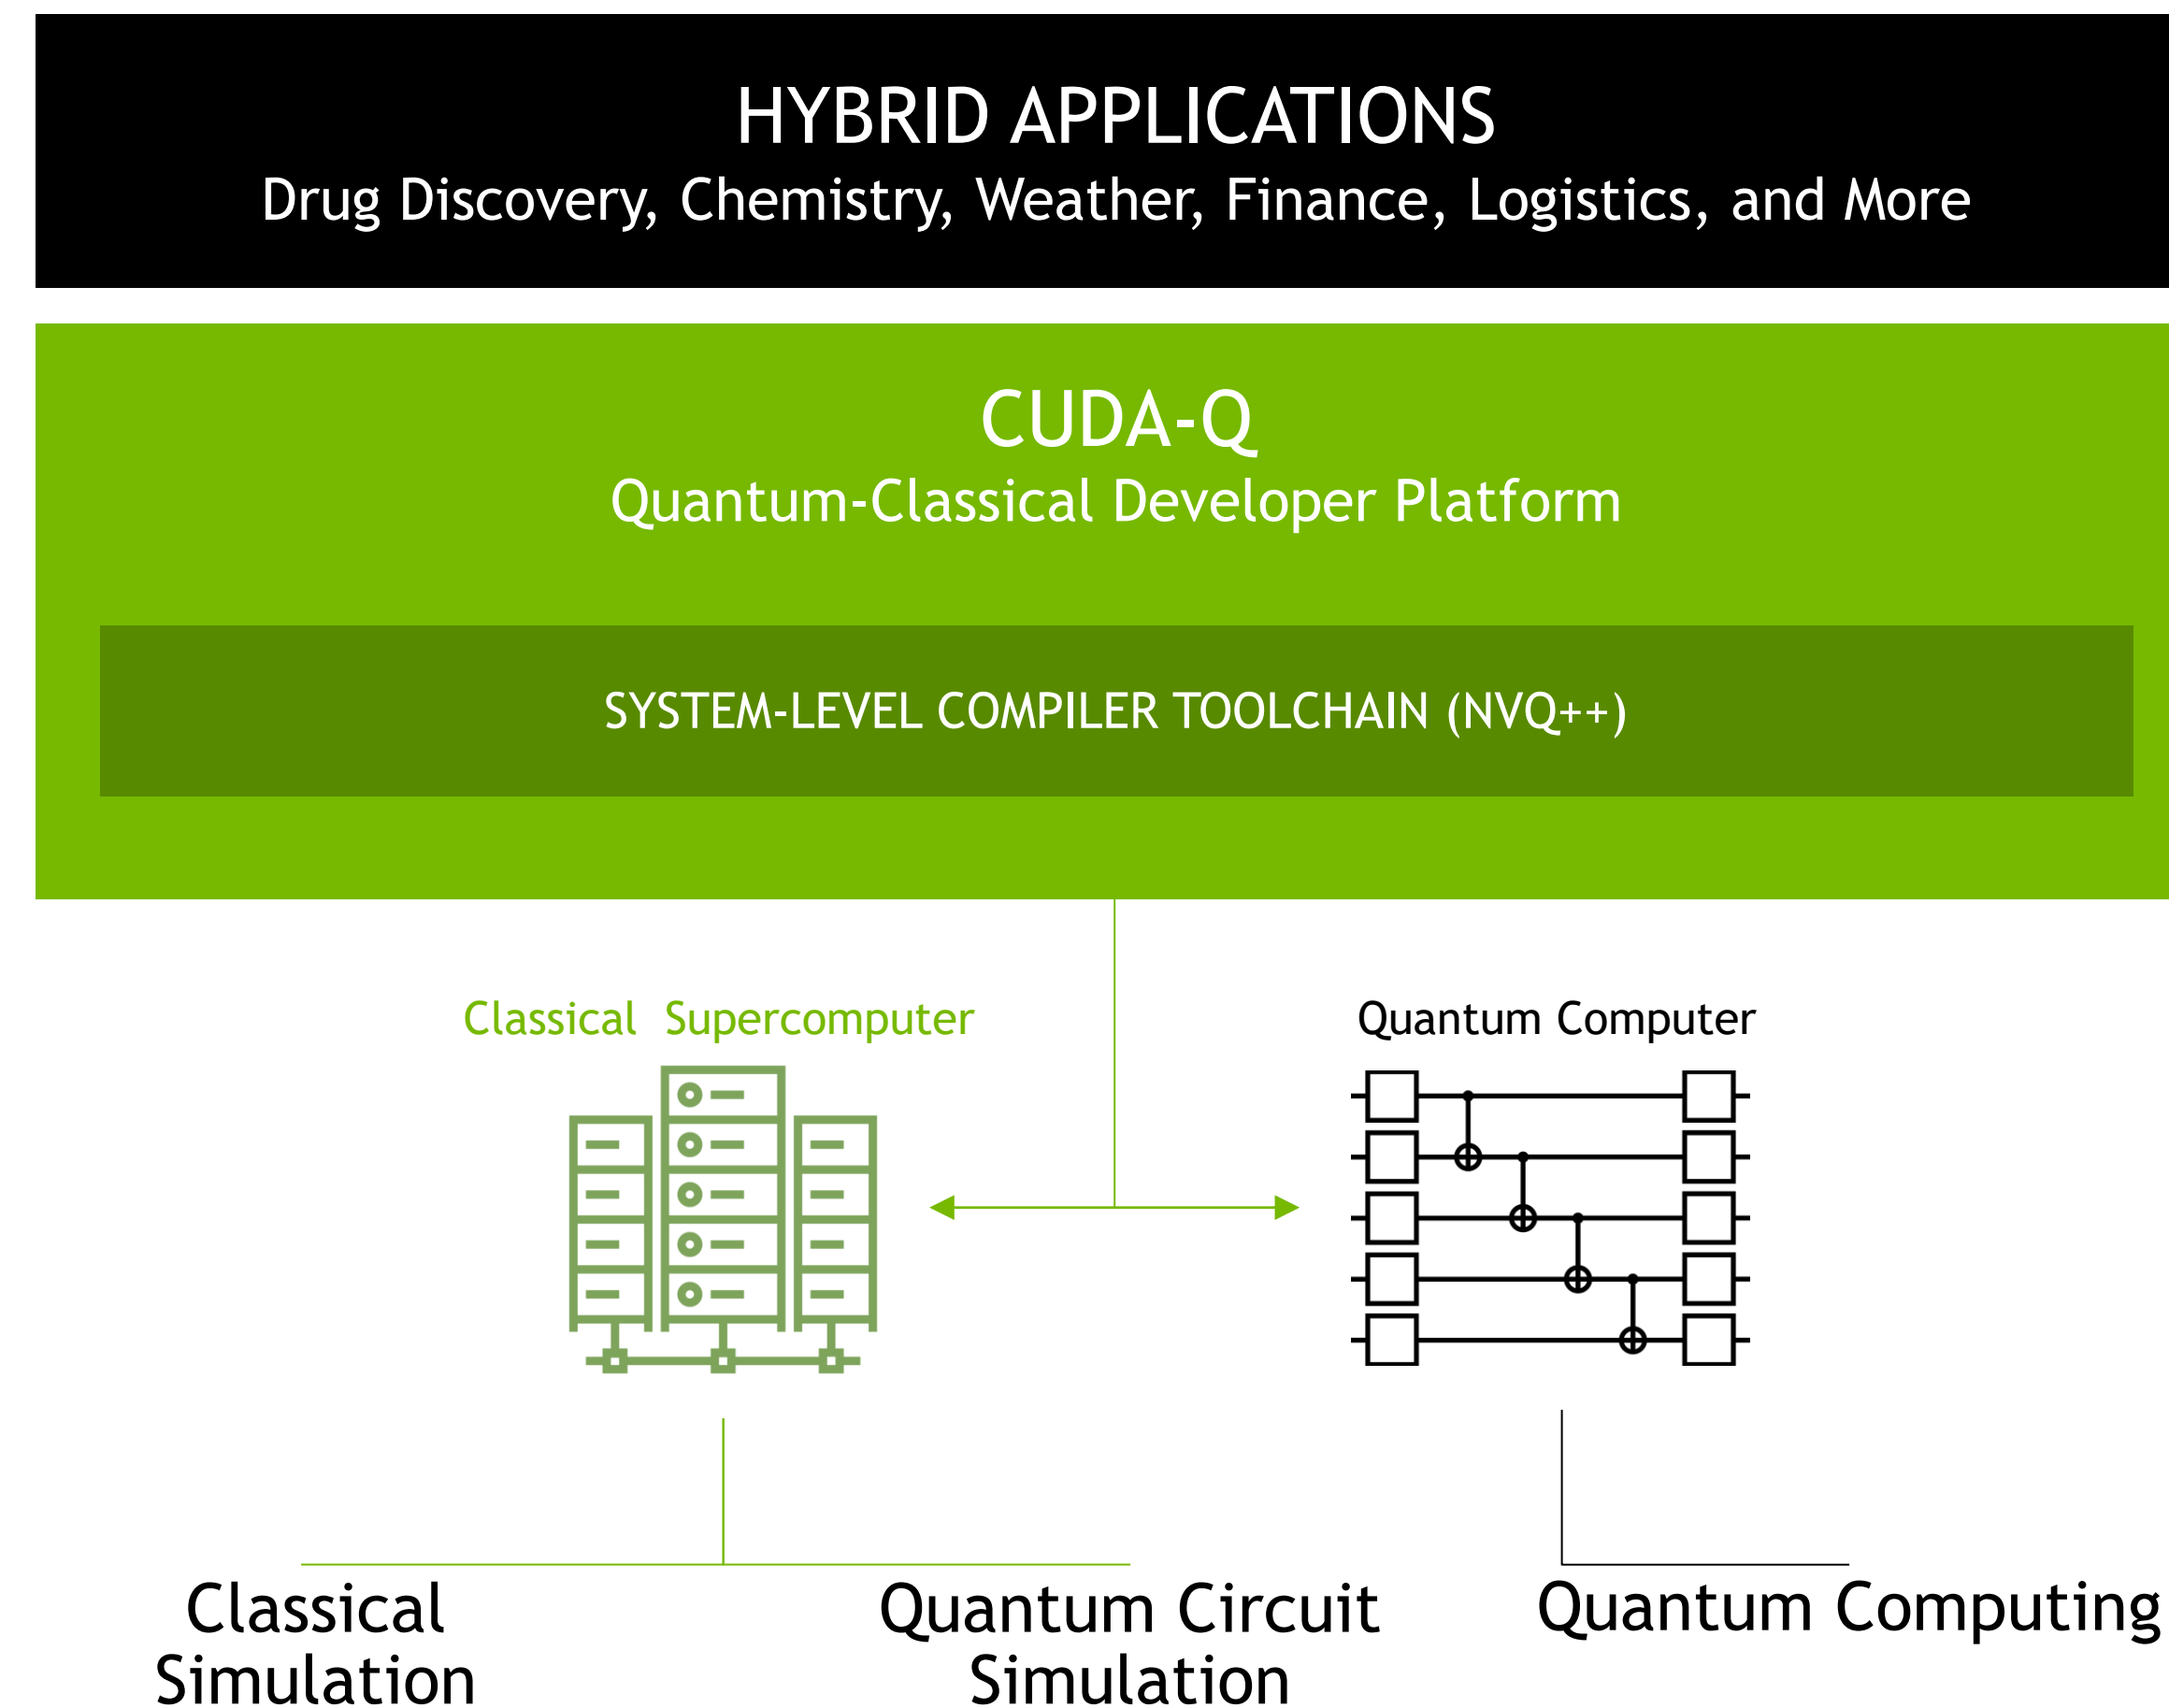 HYBRID APPLICATIONS
Drug Discovery, Chemistry, Weather, Finance, Logistics, and More
CUDA-Q
Quantum-Classical Developer Platform
SYSTEM-LEVEL COMPILER TOOLCHAIN (NVQ++)
Classical Supercomputer
Quantum Computer
Classical
Simulation
Quantum Circuit
Simulation
Quantum Computing